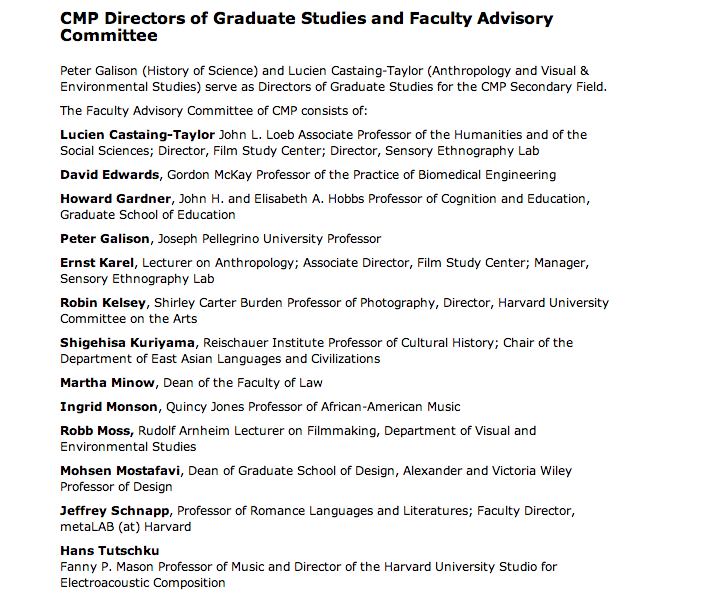 CMP Directors of Graduate Studies and Faculty Advisory
Committee
Peter Galison (History of Science) and Lucien Castaing-Taylor (Anthropology and Visual &
Environmental Studies) serve as Directors of Graduate Studies for the CMP Secondary Field.
The Faculty Advisory Committee of CMP consists of:
Lucien Castaing-Taylor John L. Loeb Associate Professor of the Humanities and of the
Social Sciences; Director, Film Study Center; Director, Sensory Ethnography Lab
David Edwards, Gordon McKay Professor of the Practice of Biomedical Engineering
Howard Gardner, John H. and Elisabeth A. Hobbs Professor of Cognition and Education,
Graduate School of Education
Peter Galison, Joseph Pellegrino University Professor
Ernst Karel, Lecturer on Anthropology; Associate Director, Film Study Center; Manager,
Sensory Ethnography Lab
Robin Kelsey, Shirley Carter Burden Professor of Photography, Director, Harvard University
Committee on the Arts
Shigehisa Kuriyama, Reischauer Institute Professor of Cultural History; Chair of the
Department of East Asian Languages and Civilizations
Martha Minow, Dean of the Faculty of Law
Ingrid Monson, Quincy Jones Professor of African-American Music
Robb Moss, Rudolf Arnheim Lecturer on Filmmaking, Department of Visual and
Environmental Studies
Mohsen Mostafavi, Dean of Graduate School of Design, Alexander and Victoria Wiley
Professor of Design
Jeffrey Schnapp, Professor of Romance Languages and Literatures; Faculty Director,
metaLAB (at) Harvard
Hans Tutschku
Fanny P. Mason Professor of Music and Director of the Harvard University Studio for
Electroacoustic Composition